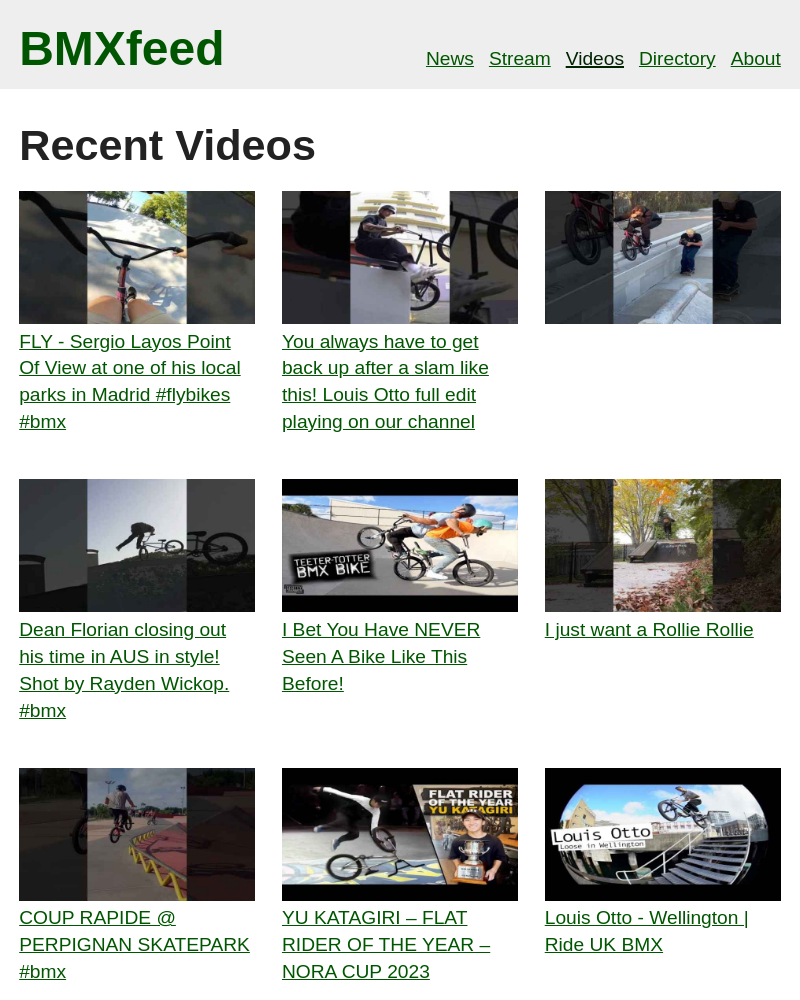 BMXfeed
News Stream Videos Directory About
Recent Videos
FLY - Sergio Layos Point
Of View at one of his local
parks in Madrid #flybikes
#bmx
You always have to get
back up after a slam like
this! Louis Otto full edit
playing on our channel
TEETER-TOTTER
BMX BIKE
Dean Florian closing out
his time in AUS in style!
Shot by Rayden Wickop.
#bmx
I Bet You Have NEVER
Seen A Bike Like This
Before!
I just want a Rollie Rollie
FLAT RIDER
OF THE YEAR
YU KATAGIRI
Louis Otto
Loose in Wellington
COUP RAPIDE @
PERPIGNAN SKATEPARK
#bmx
YU KATAGIRI – FLAT
RIDER OF THE YEAR –
NORA CUP 2023
Louis Otto - Wellington |
Ride UK BMX